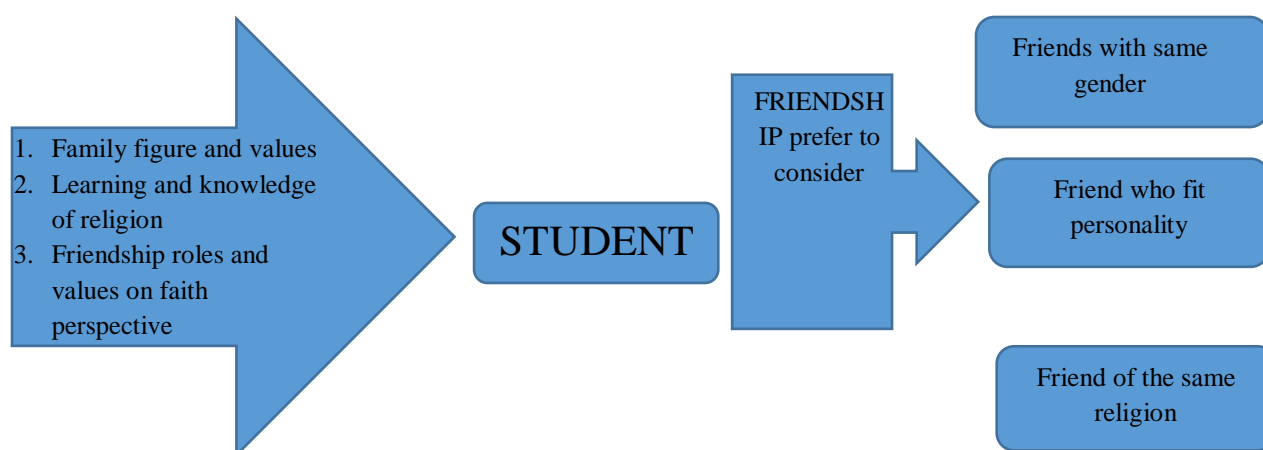 1. Family figure and values
2. Learning and knowledge
of religion
3. Friendship roles and
values on faith
perspective
STUDENT
FRIENDSH
IP prefer to
consider
Friends with same
gender
Friend who fit
personality
Friend of the same
religion